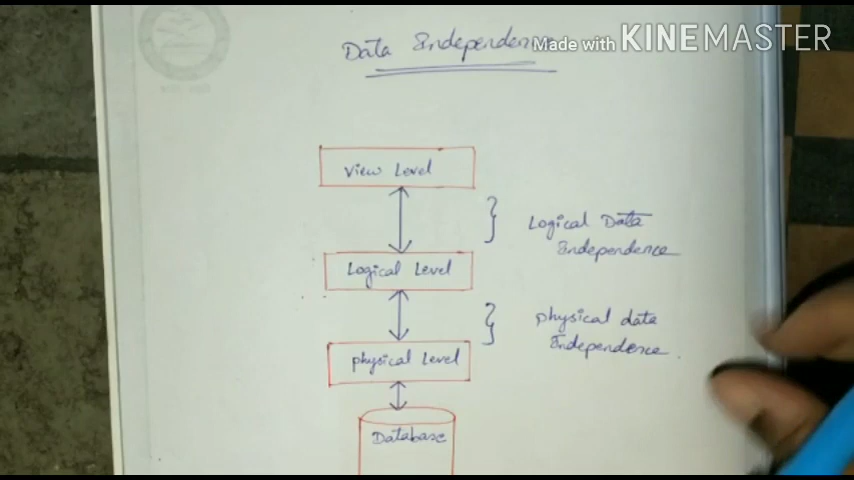 Data Independence
Made with KINEMASTER
View Level
Logical Data
Independence
Logical Level
Physical data
Independence
Physical Level
Database